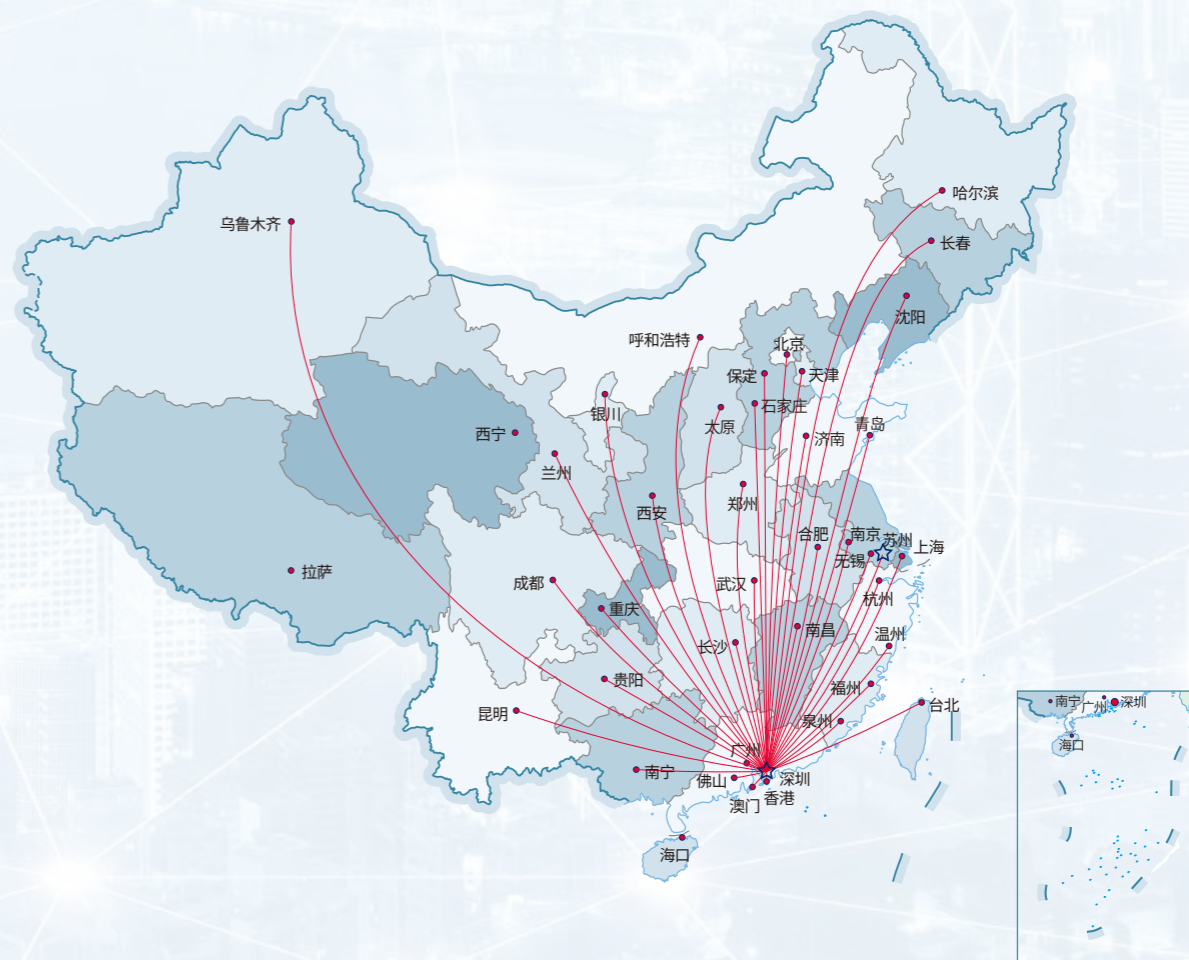 哈尔滨
乌鲁木齐
长春
沈阳
呼和浩特
北京
保定
天津
银川
石家庄
太原
青岛
西宁
济南
兰州
郑州
西安
合肥
南京
苏州
上海
无锡
拉萨
成都
武汉
杭州
重庆
南昌
温州
长沙
贵阳
福州
昆明
泉州
台北
广州
南宁
佛山
深圳
澳门
香港
海口
南宁
广州
深圳
海口